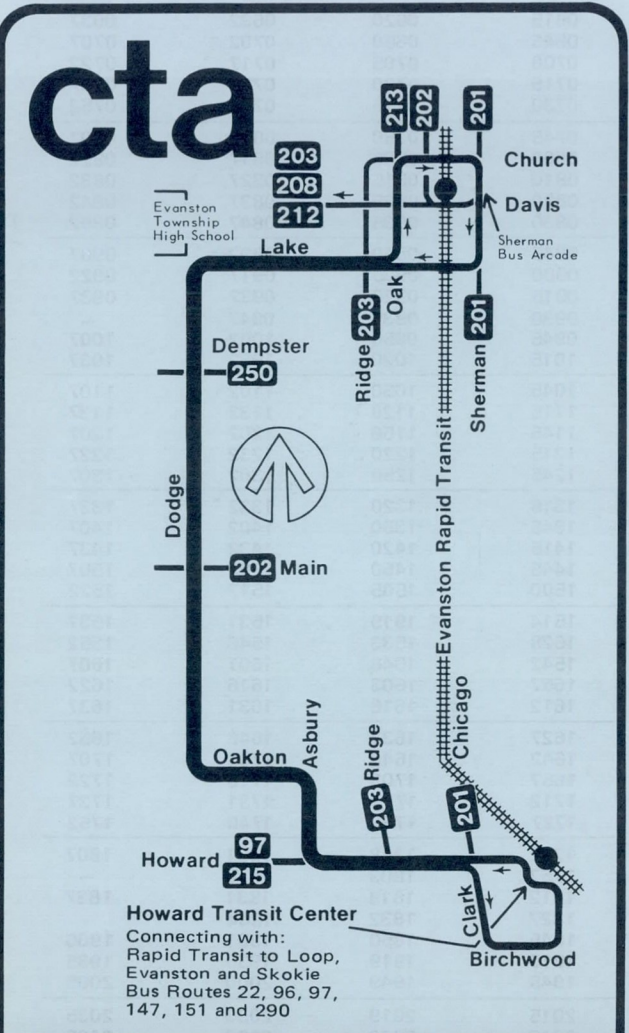 cta
213
202
201
203
208
212
Church
Davis
Evanston
Township
High School
Sherman
Bus Arcade
Lake
Oak
Ridge 203
Sherman 201
Dempster
250
Evanston Rapid Transit
Dodge
202 Main
Chicago
Asbury
Oakton
203 Ridge
201
Howard 97
215
Clark
Howard Transit Center
Connecting with:
Rapid Transit to Loop,
Evanston and Skokie
Bus Routes 22, 96, 97,
147, 151 and 290
Birchwood